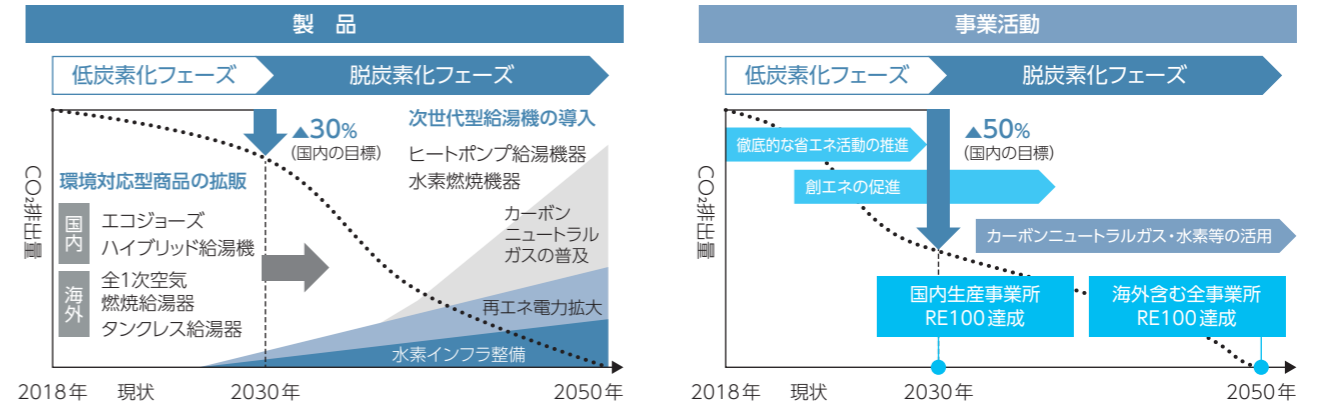 製　品
低炭素化フェーズ
脱炭素化フェーズ
CO₂排出量
▲30%
(国内の目標)
次世代型給湯機の導入
ヒートポンプ給湯機器
水素燃焼機器
環境対応型商品の拡販
国内
エコジョーズ
ハイブリッド給湯機
海外
全1次空気
燃焼給湯器
タンクレス給湯器
カーボン
ニュートラル
ガスの普及
再エネ電力拡大
水素インフラ整備
2018年
現状
2030年
2050年
事業活動
低炭素化フェーズ
脱炭素化フェーズ
CO₂排出量
▲50%
(国内の目標)
徹底的な省エネ活動の推進
創エネの促進
カーボンニュートラルガス・水素等の活用
国内生産事業所
RE100達成
海外含む全事業所
RE100達成
2018年
現状
2030年
2050年